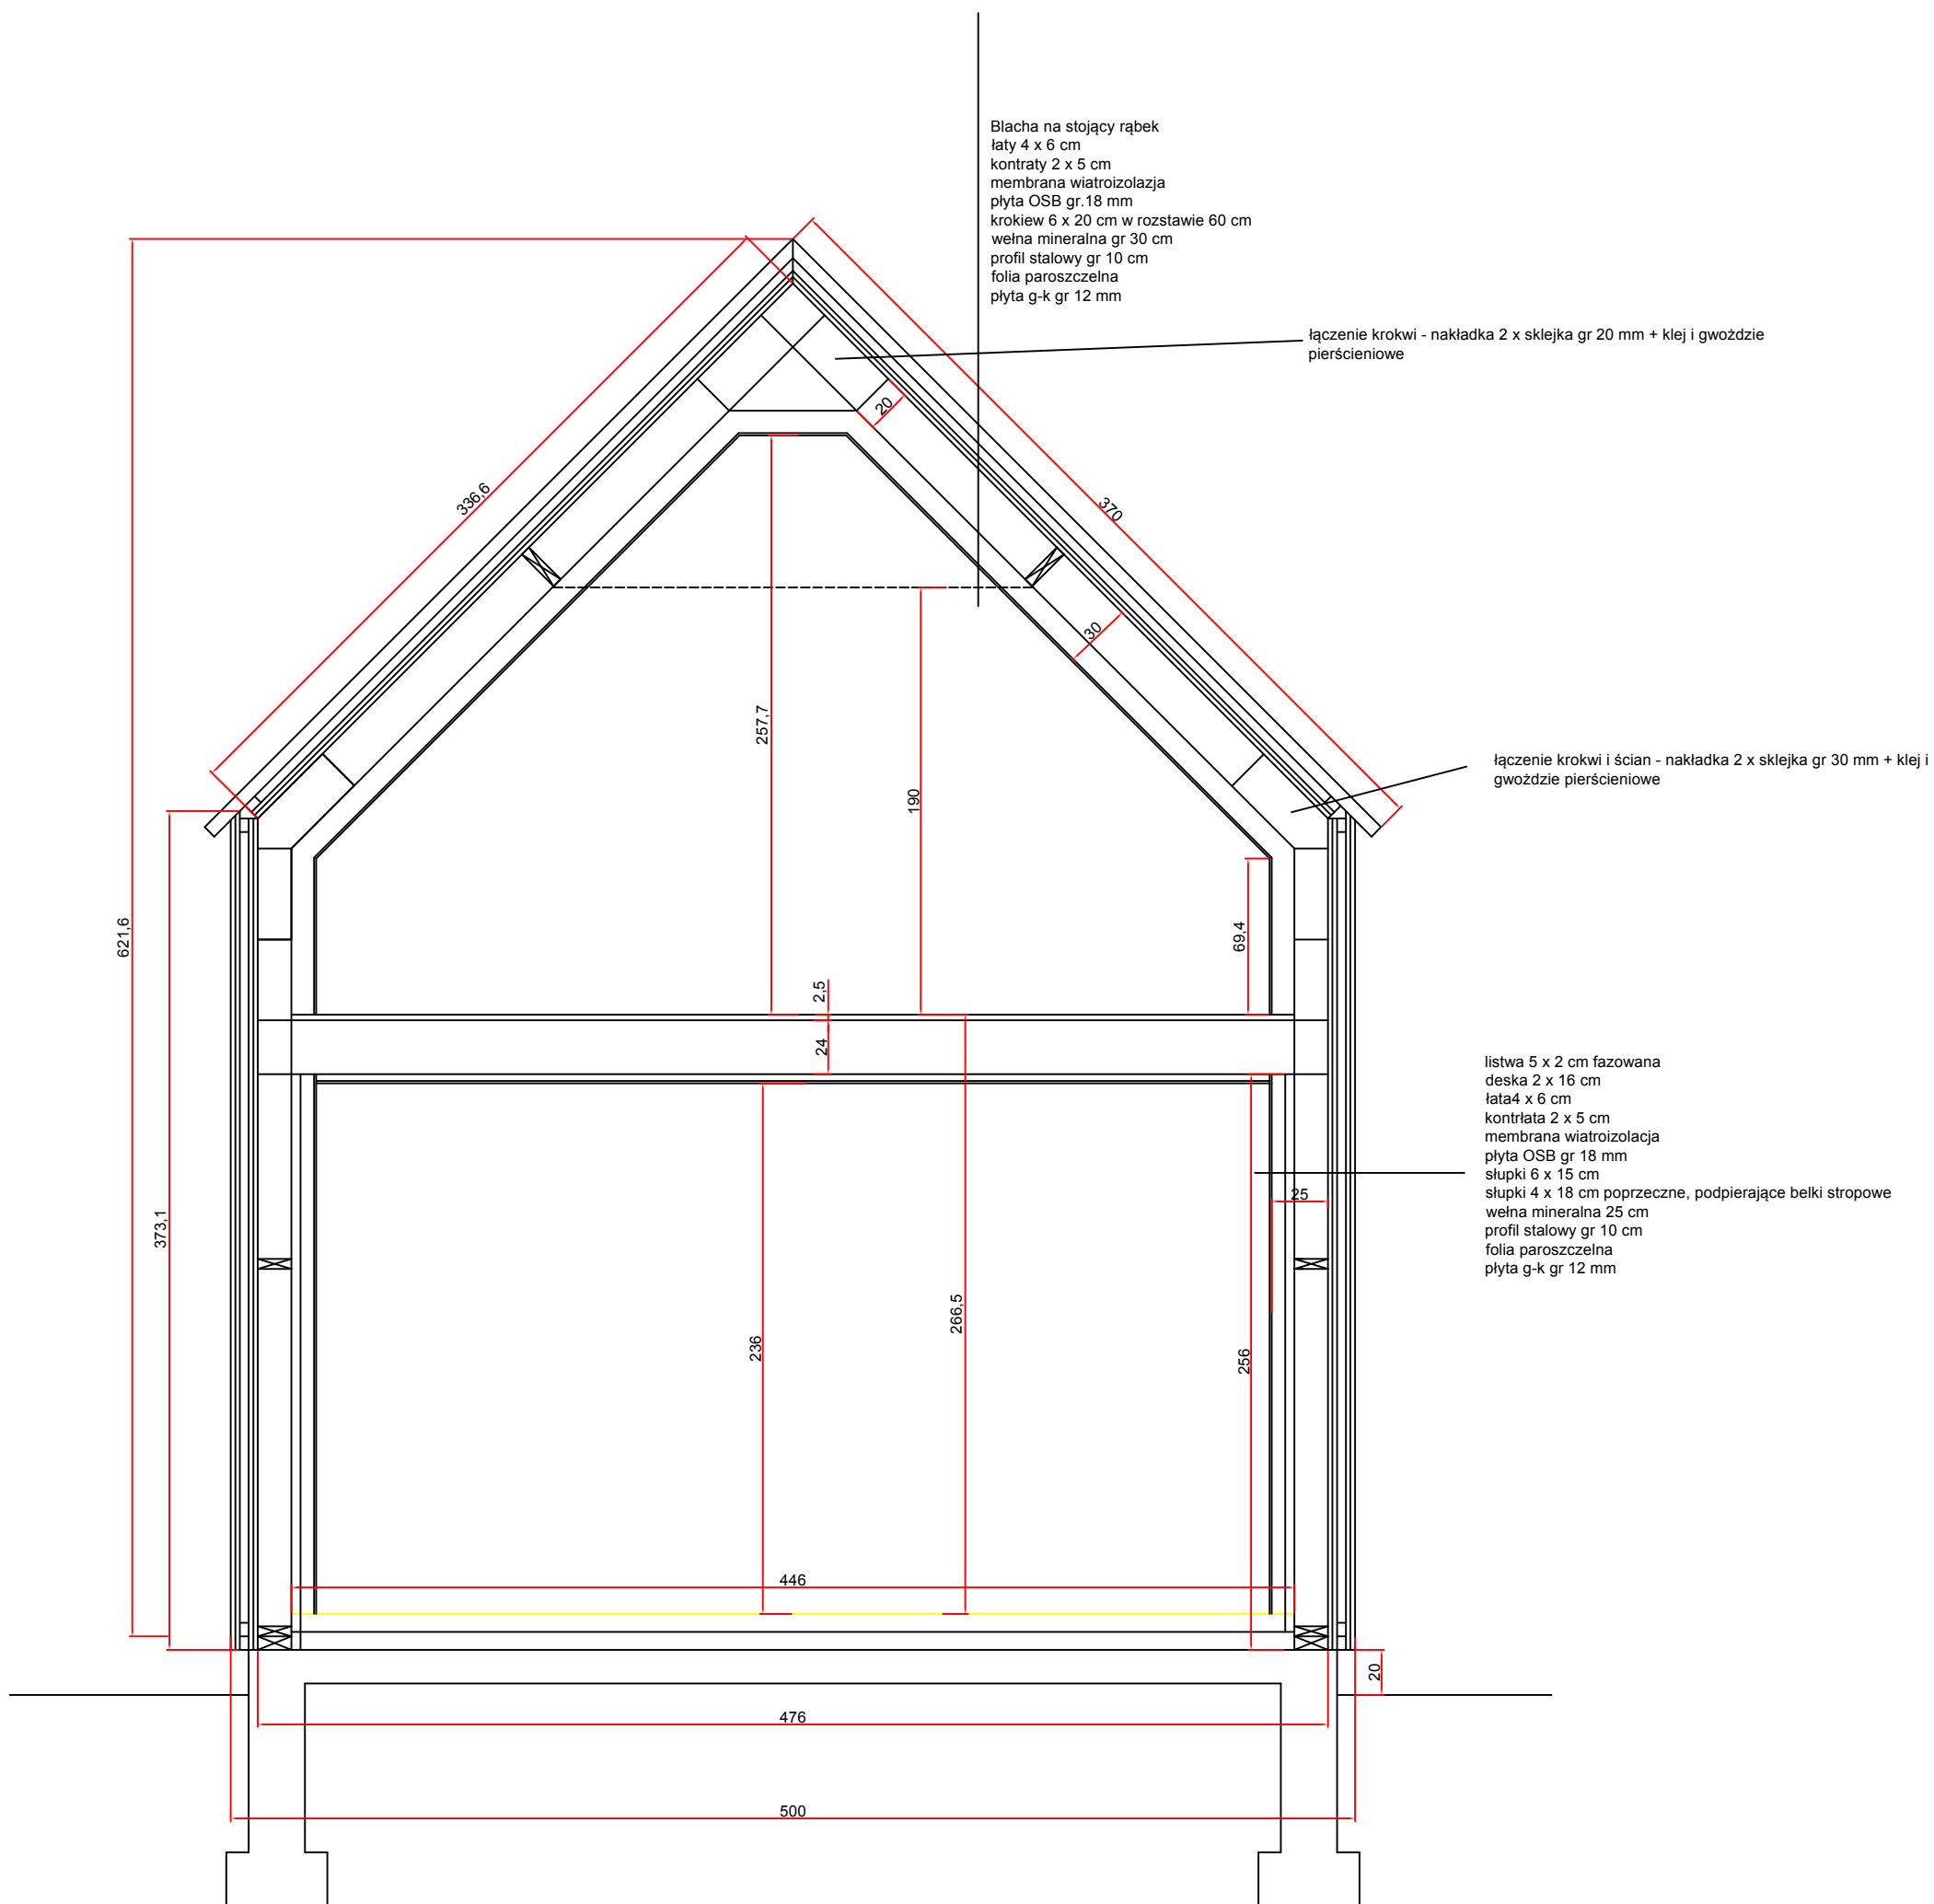 Blacha na stojący rąbek
łaty 4 x 6 cm
kontraty 2 x 5 cm
membrana wiatroizolazja
płyta OSB gr.18 mm
krokiew 6 x 20 cm w rozstawie 60 cm
wełna mineralna gr 30 cm
profil stalowy gr 10 cm
folia paroszczelna
płyta g-k gr 12 mm
łączenie krokwi - nakładka 2 x sklejka gr 20 mm + klej i gwożdzie
pierścieniowe
20
336,6
370
30
257,7
190
łączenie krokwi i ścian - nakładka 2 x sklejka gr 30 mm + klej i
gwożdzie pierścieniowe
621,6
69,4
2,5
24
listwa 5 x 2 cm fazowana
deska 2 x 16 cm
łata4 x 6 cm
kontrłata 2 x 5 cm
membrana wiatroizolacja
płyta OSB gr 18 mm
słupki 6 x 15 cm
słupki 4 x 18 cm poprzeczne, podpierające belki stropowe
wełna mineralna 25 cm
profil stalowy gr 10 cm
folia paroszczelna
płyta g-k gr 12 mm
25
373,1
236
266,5
256
446
20
476
500